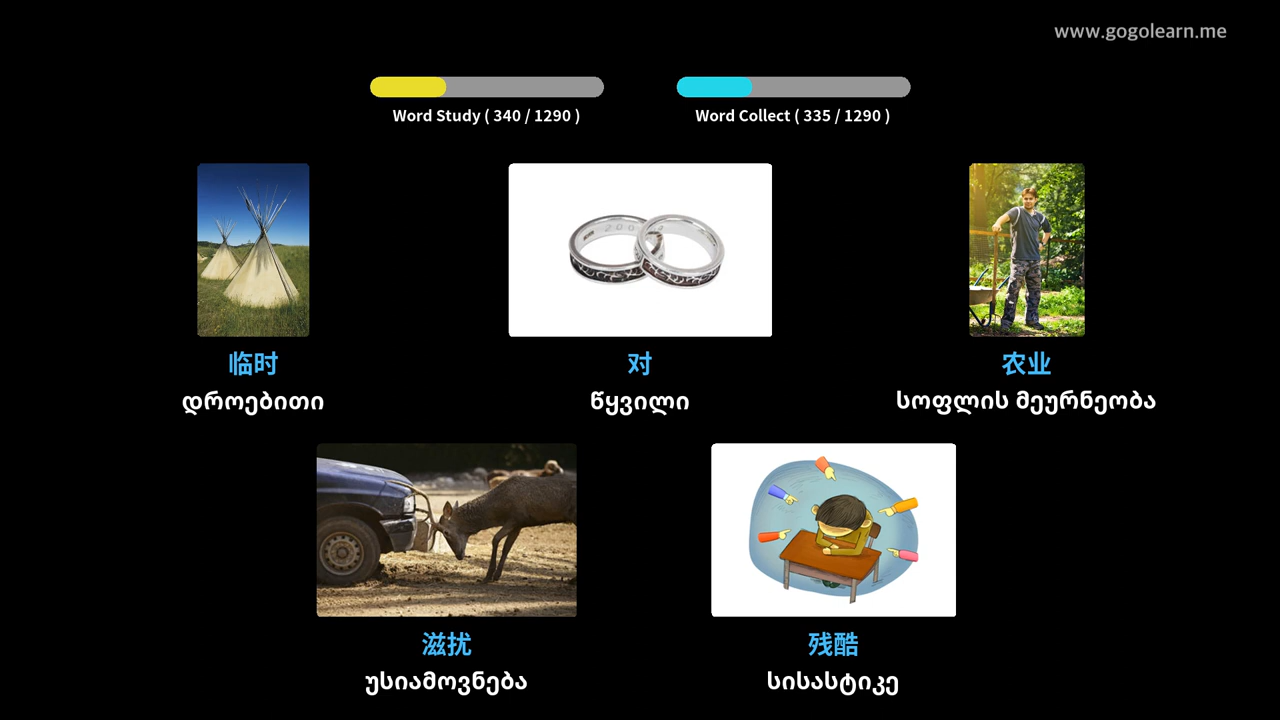 www.gogolearn.me
Word Study ( 340 / 1290 )
Word Collect ( 335 / 1290 )
临时
დროებითი
对
წყვილი
农业
სოფლის მეურნეობა
滋扰
უსიამოვნება
残酷
სისასტიკე